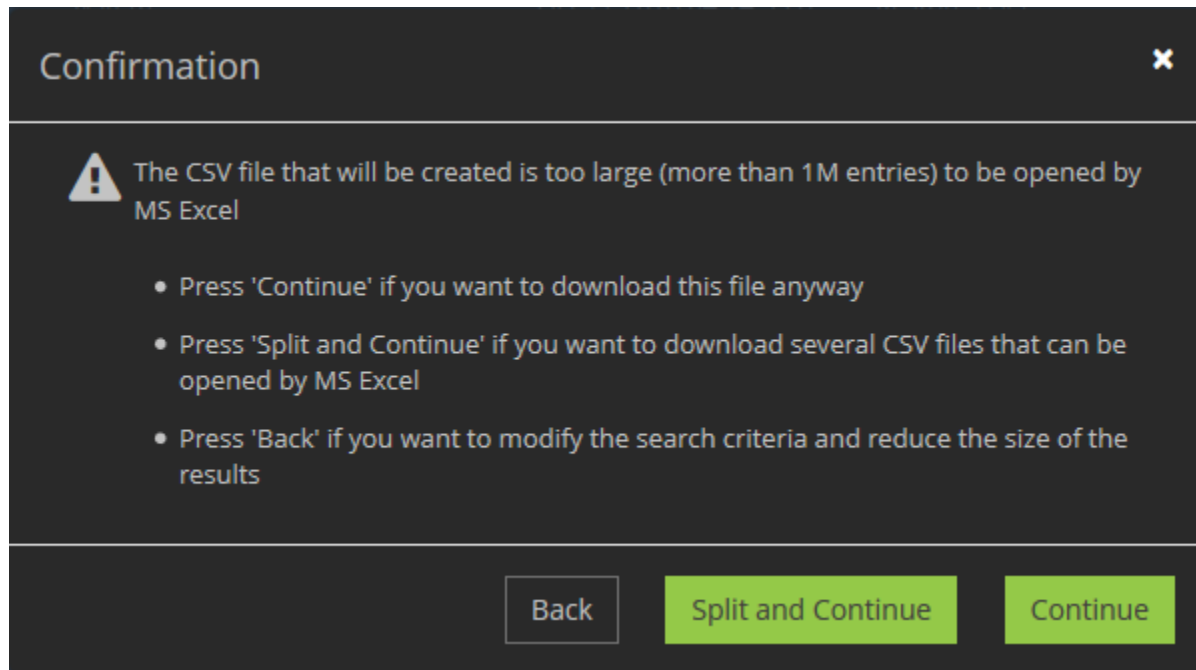 Confirmation
The CSV file that will be created is too large (more than 1M entries) to be opened by
MS Excel
Press 'Continue' if you want to download this file anyway
Press 'Split and Continue' if you want to download several CSV files that can be
opened by MS Excel
Press 'Back' if you want to modify the search criteria and reduce the size of the
results
Back
Split and Continue
Continue